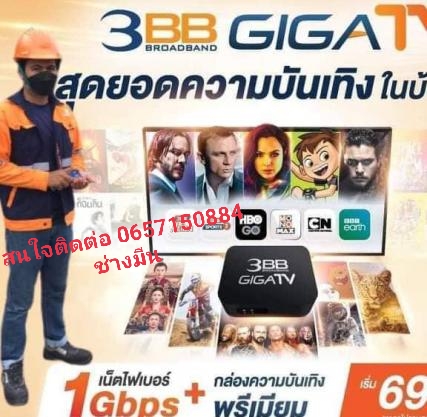 3BB GIGATV
BROADBAND
สุดยอดความบันเทิง ในบ้
SPORTS
HBO GO
MONO MAX
CN
BBC earth
สนใจติดต่อ 0657150884
ช่างมีน
3BB
GIGATV
เน็ตไฟเบอร์
1Gbps
+
กล่องความบันเทิง
พรีเมียม
เริ่ม 69